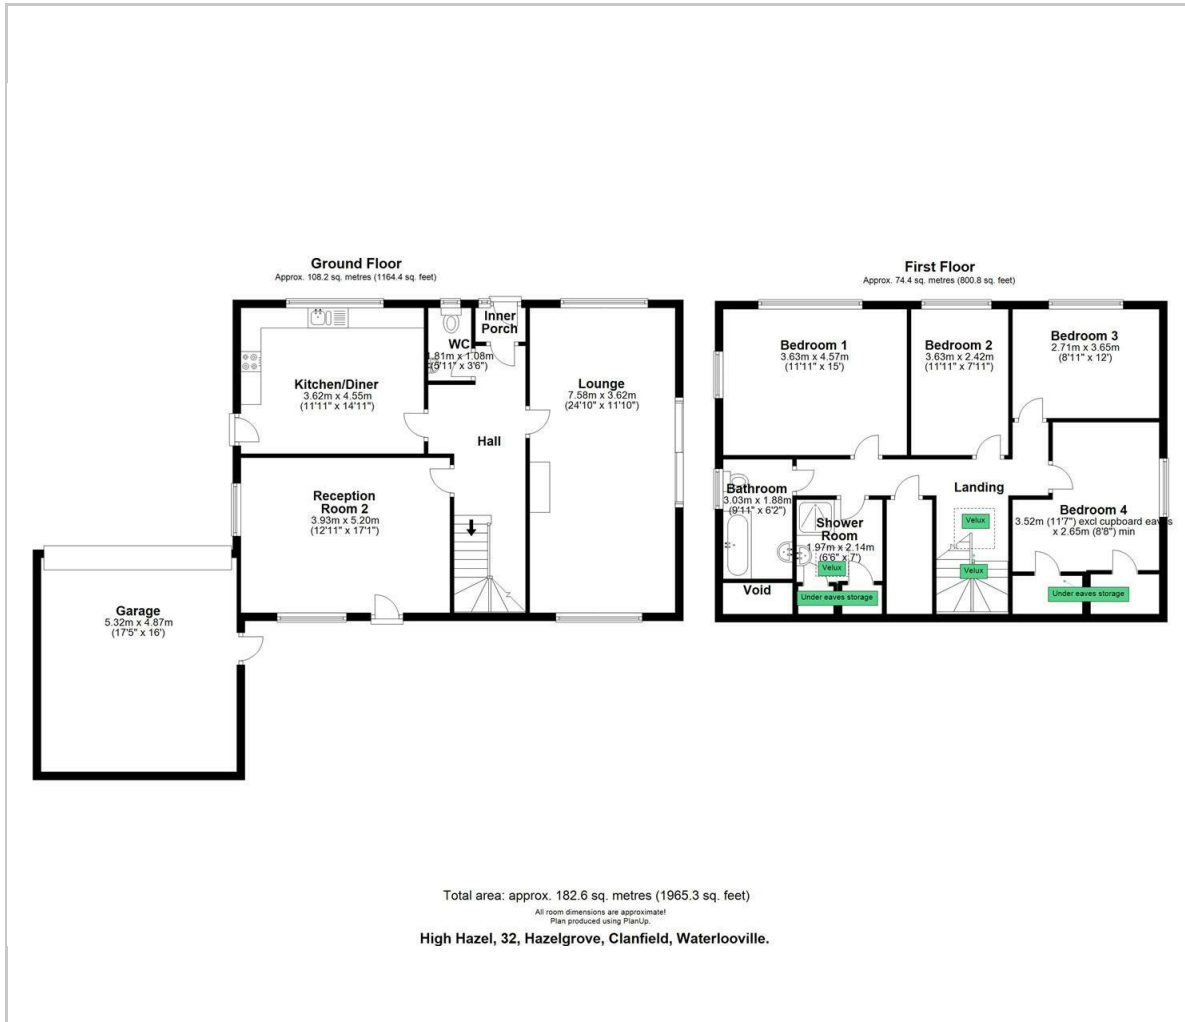 Ground Floor
Approx. 108.2 sq. metres (1164.4 sq. feet)
Inner
Porch
WC
1.81m x 1.08m
(5'11" x 3'6")
Kitchen/Diner
3.62m x 4.55m
(11'11" x 14'11")
Lounge
7.58m x 3.62m
(24'10" x 11'10")
Hall
Reception
Room 2
3.93m x 5.20m
(12'11" x 17'1")
Garage
5.32m x 4.87m
(17'5" x 16')
First Floor
Approx. 74.4 sq. metres (800.8 sq. feet)
Bedroom 1
3.63m x 4.57m
(11'11" x 15')
Bedroom 2
3.63m x 2.42m
(11'11" x 7'11")
Bedroom 3
2.71m x 3.65m
(8'11" x 12')
Bathroom
3.03m x 1.88m
(9'11" x 6'2")
Landing
Velux
Velux
Shower
Room
1.97m x 2.14m
(6'6" x 7')
Velux
Bedroom 4
3.52m (11'7") excl cupboard eaves
x 2.65m (8'8") min
Void
Under eaves storage
Under eaves storage
Total area: approx. 182.6 sq. metres (1965.3 sq. feet)
All room dimensions are approximate!
Plan produced using PlanUp.
High Hazel, 32, Hazelgrove, Clanfield, Waterlooville.